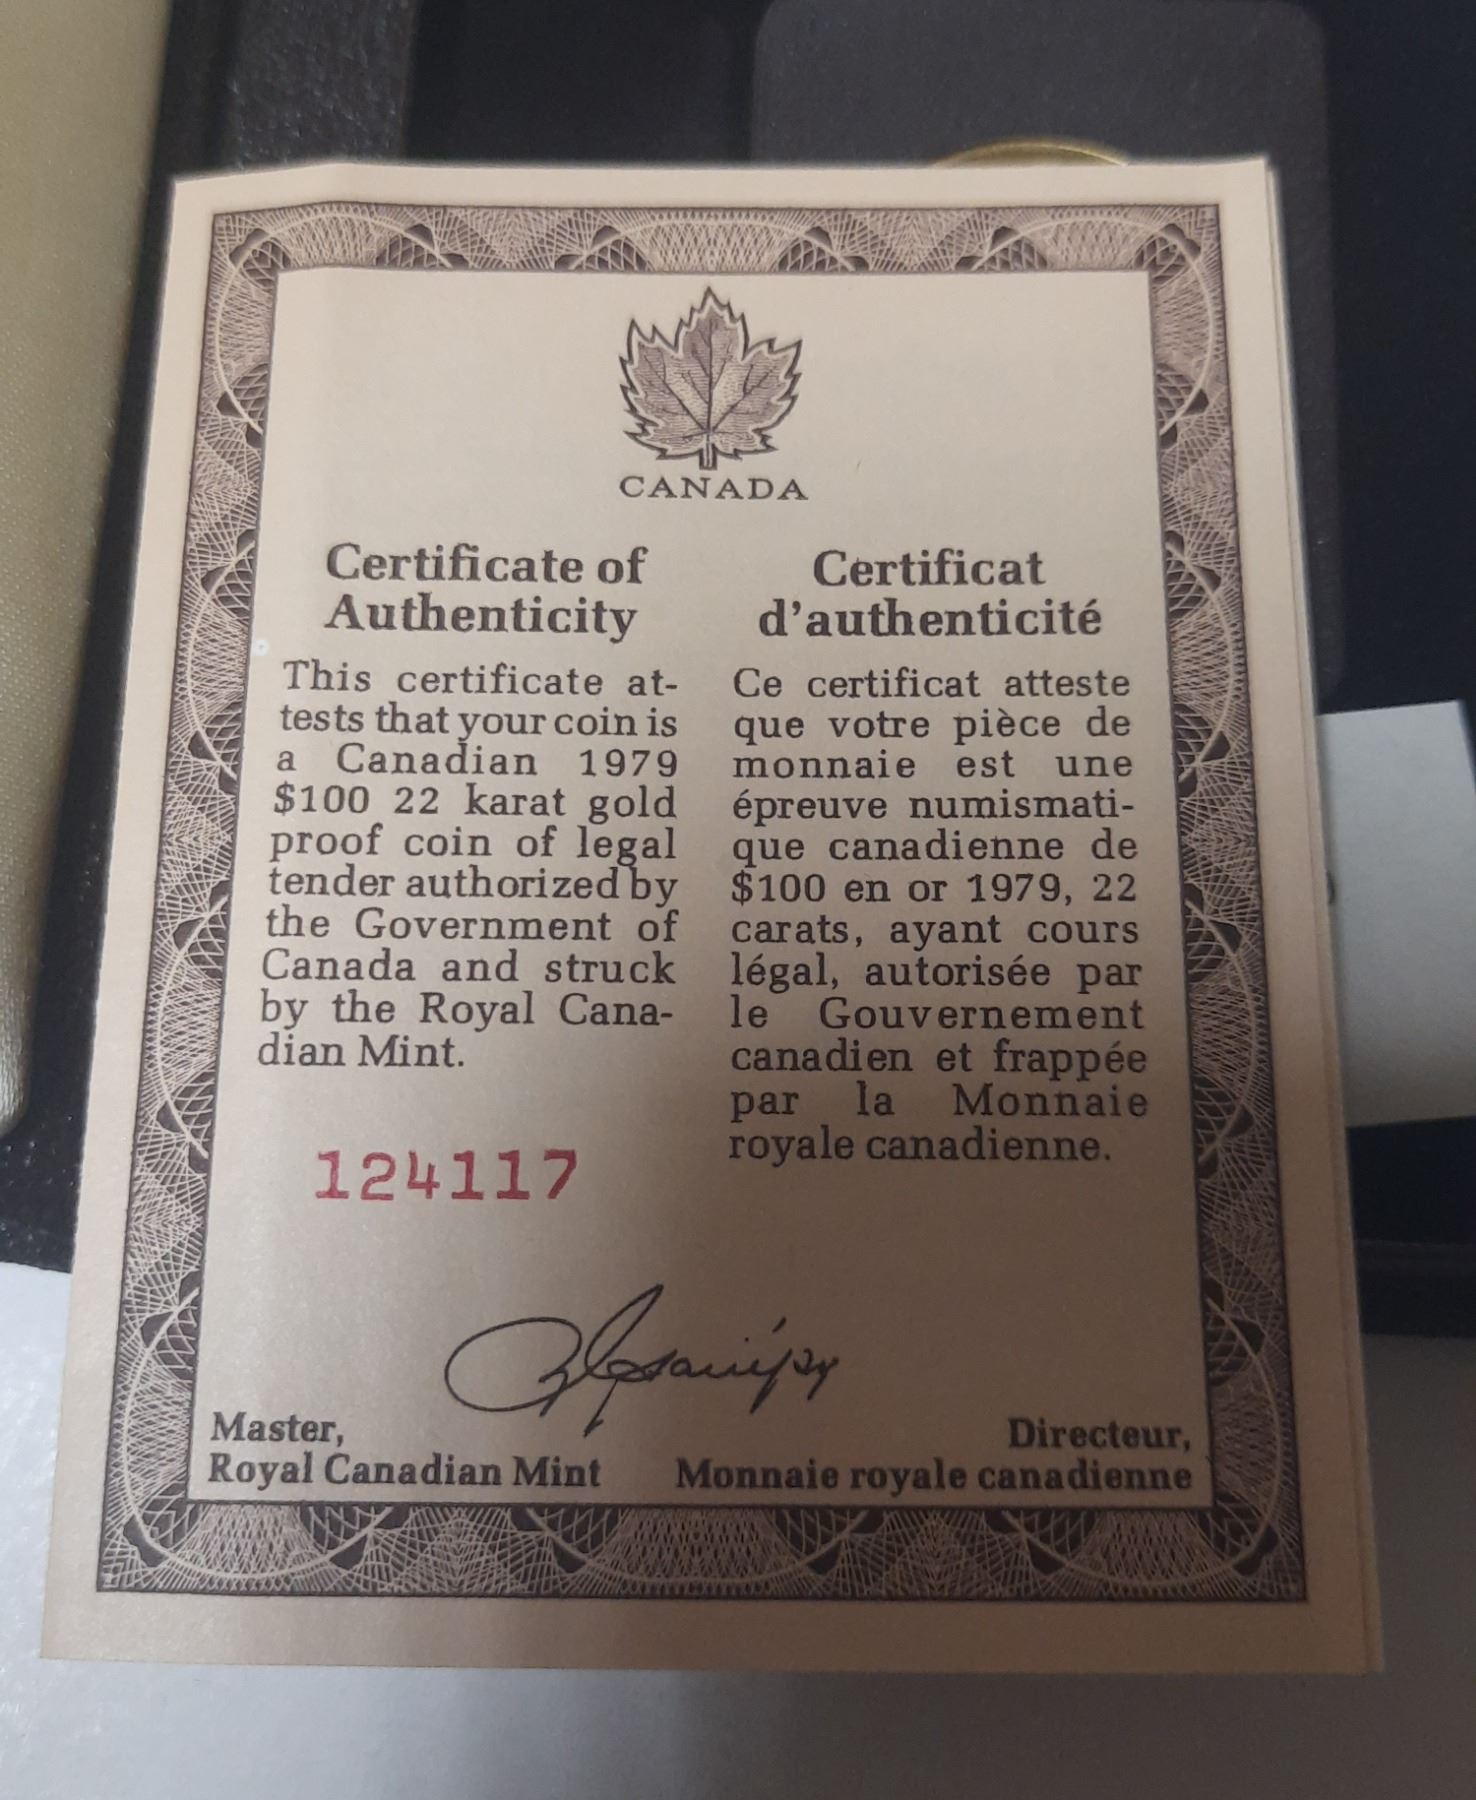 CANADA
Certificate of
Authenticity
This certificate at-
tests that your coin is
a Canadian 1979
$100 22 karat gold
proof coin of legal
tender authorized by
the Government of
Canada and struck
by the Royal Cana-
dian Mint.
124117
Certificat
d'authenticité
Ce certificat atteste
que votre pièce de
monnaie est une
épreuve numismati-
que canadienne de
$100 en or 1979, 22
carats, ayant cours
légal, autorisée par
le Gouvernement
canadien et frappée
par la Monnaie
royale canadienne.
Master,
Royal Canadian Mint
Directeur,
Monnaie royale canadienne